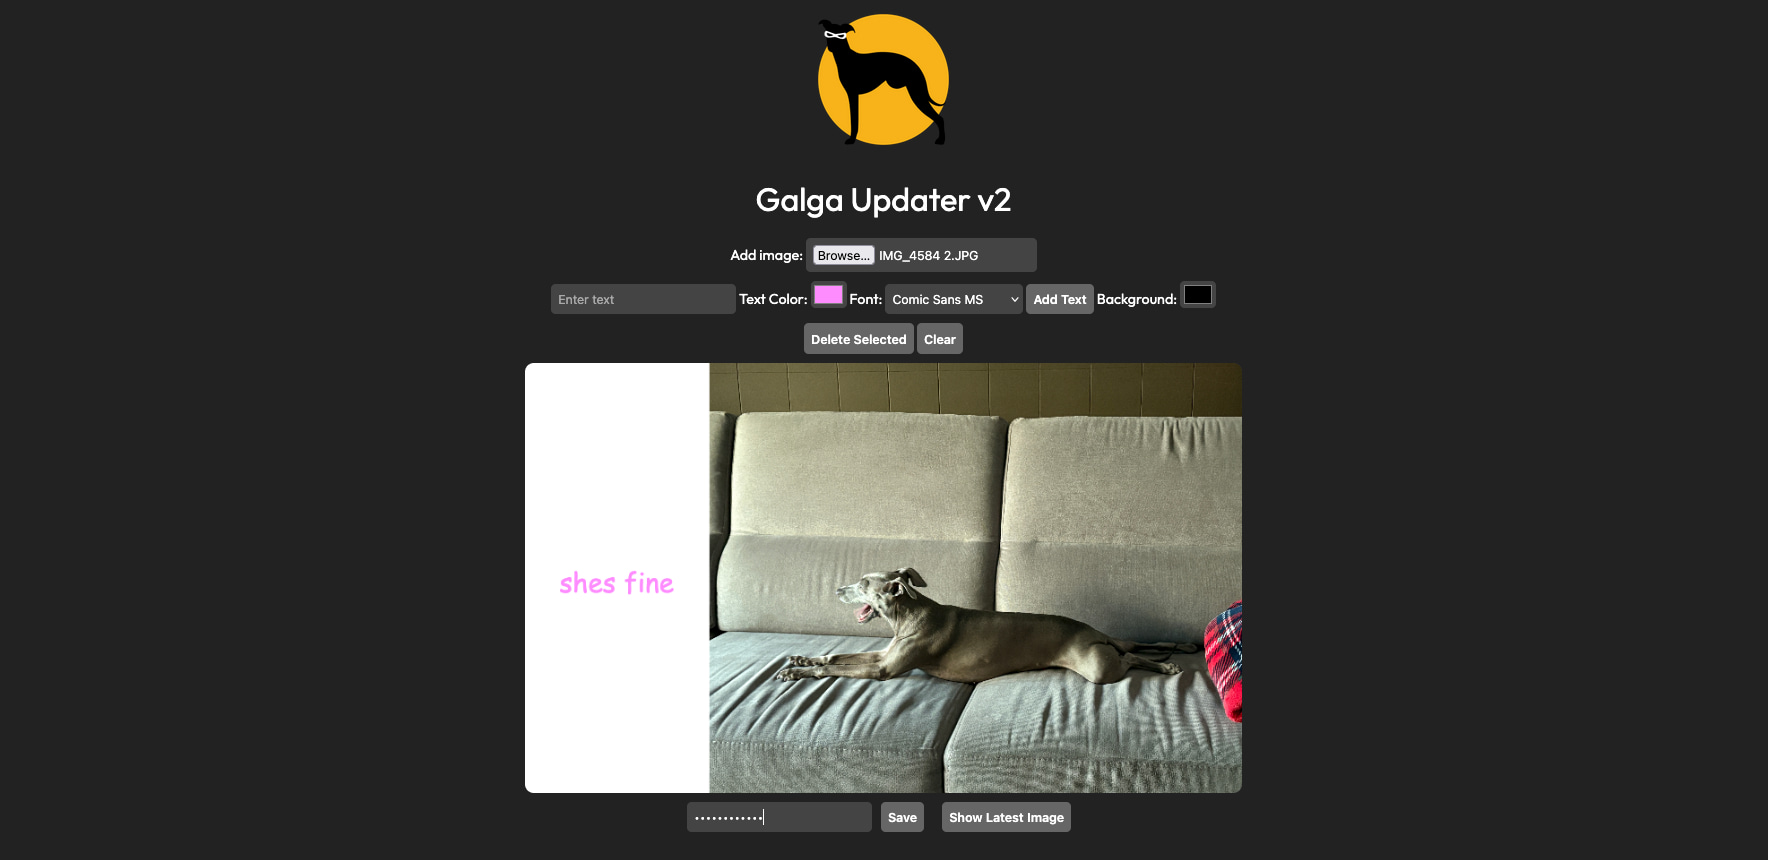 Galga Updater v2
Add image: Browse... IMG_4584 2.JPG
Enter text Text Color: Font: Comic Sans MS Add Text Background:
Delete Selected Clear
shes fine
Save Show Latest Image